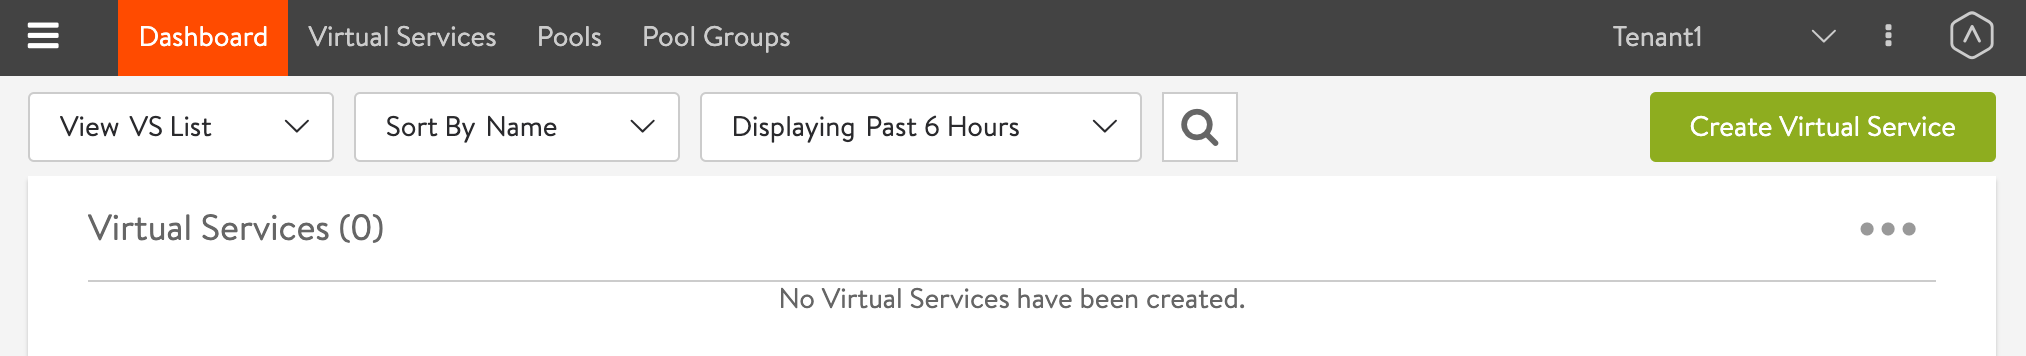 Dashboard Virtual Services Pools Pool Groups Tenant1
View VS List Sort By Name Displaying Past 6 Hours Create Virtual Service
Virtual Services (0)
No Virtual Services have been created.